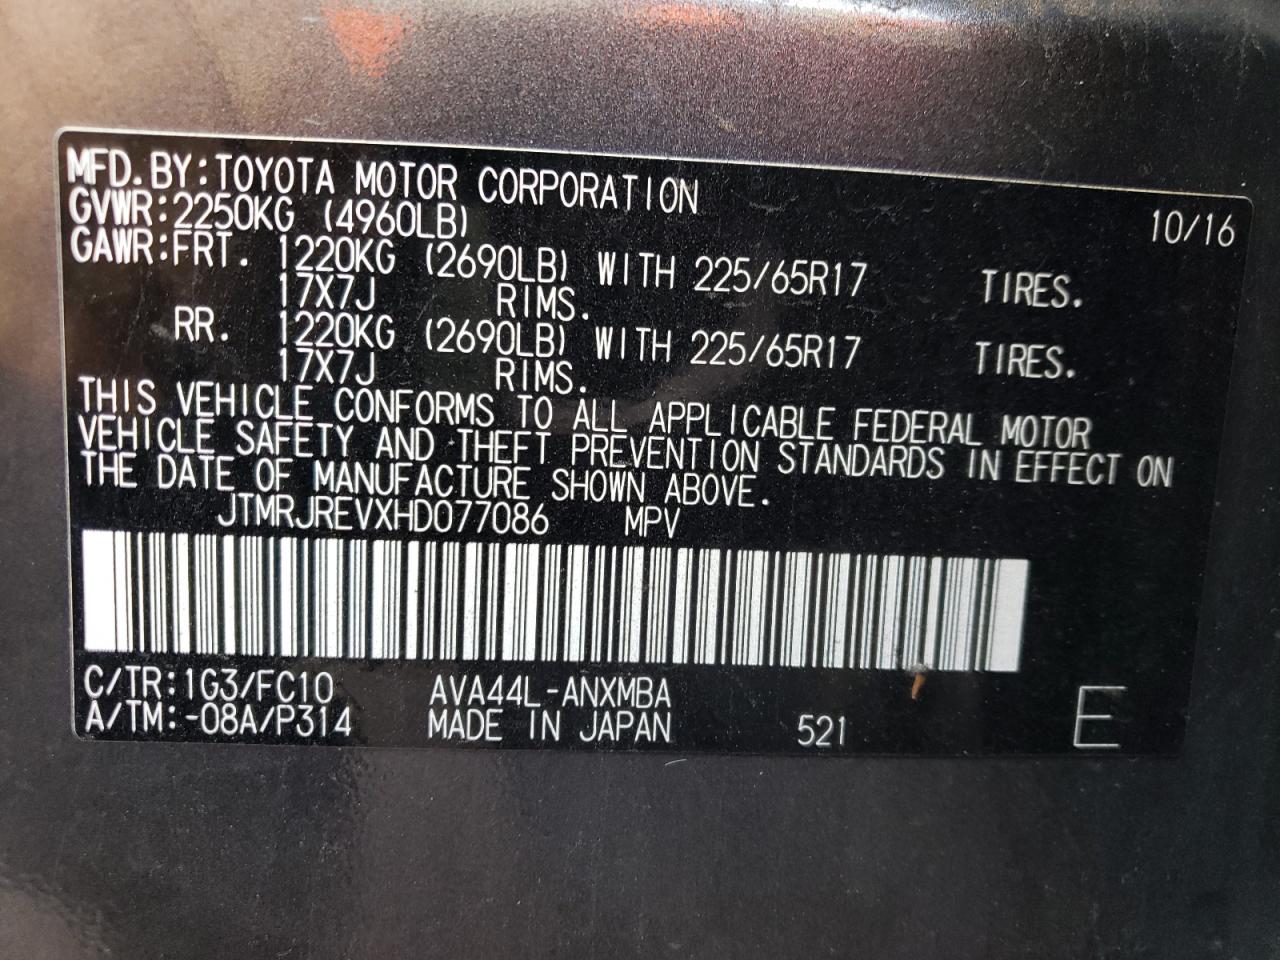 MFD.BY:TOYOTA MOTOR CORPORATION 10/16
GVWR:2250KG (4960LB)
GAWR:FRT. 1220KG (2690LB) WITH 225/65R17 TIRES.
17X7J RIMS.
RR. 1220KG (2690LB) WITH 225/65R17 TIRES.
17X7J RIMS.
THIS VEHICLE CONFORMS TO ALL APPLICABLE FEDERAL MOTOR
VEHICLE SAFETY AND THEFT PREVENTION STANDARDS IN EFFECT ON
THE DATE OF MANUFACTURE SHOWN ABOVE.
JTMRJREVXHD077086 MPV
C/TR:1G3/FC10 AVA44L-ANXMBA
A/TM:-08A/P314 MADE IN JAPAN 521 E